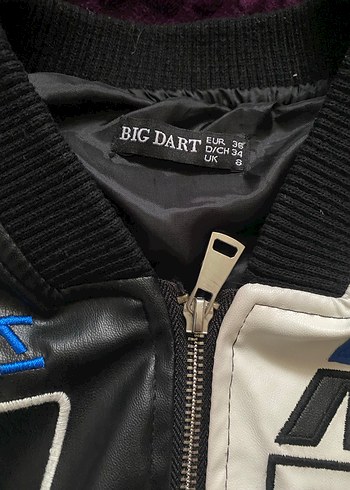 BIG DART
EUR 36
D/CH 34
UK 8